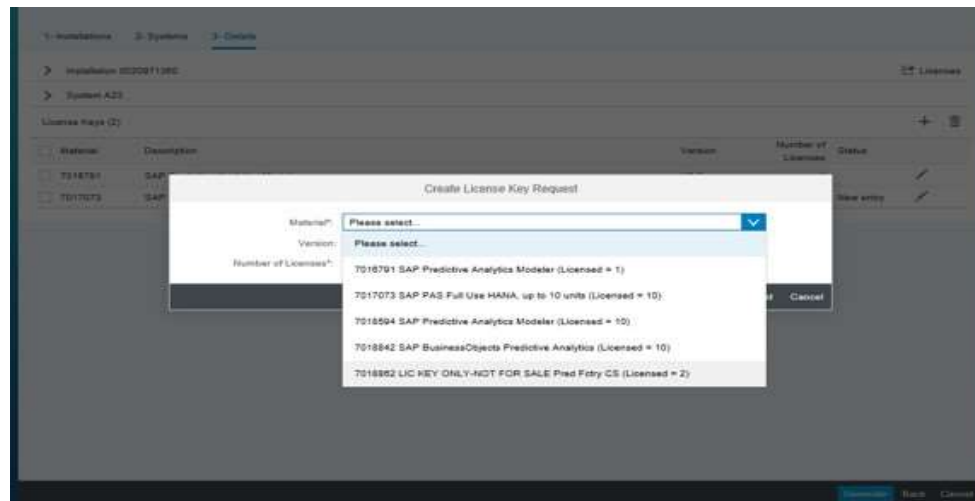 1- Installations 2- Systems 3- Details
Installation
Licenses
System A23
License Keys (2)
Material Description Version Number of Licenses Status
7016791 SAP
7017073 SAP New entry
Create License Key Request
Material*: Please select...
Version: Please select...
Number of Licenses*:
7016791 SAP Predictive Analytics Modeler (Licensed = 1)
7017073 SAP PAS Full Use HANA, up to 10 units (Licensed = 10)
7018594 SAP Predictive Analytics Modeler (Licensed = 10)
7018842 SAP BusinessObjects Predictive Analytics (Licensed = 10)
7018862 LIC KEY ONLY-NOT FOR SALE Pred Fctry CS (Licensed = 2)
Cancel
Generate Back Cancel